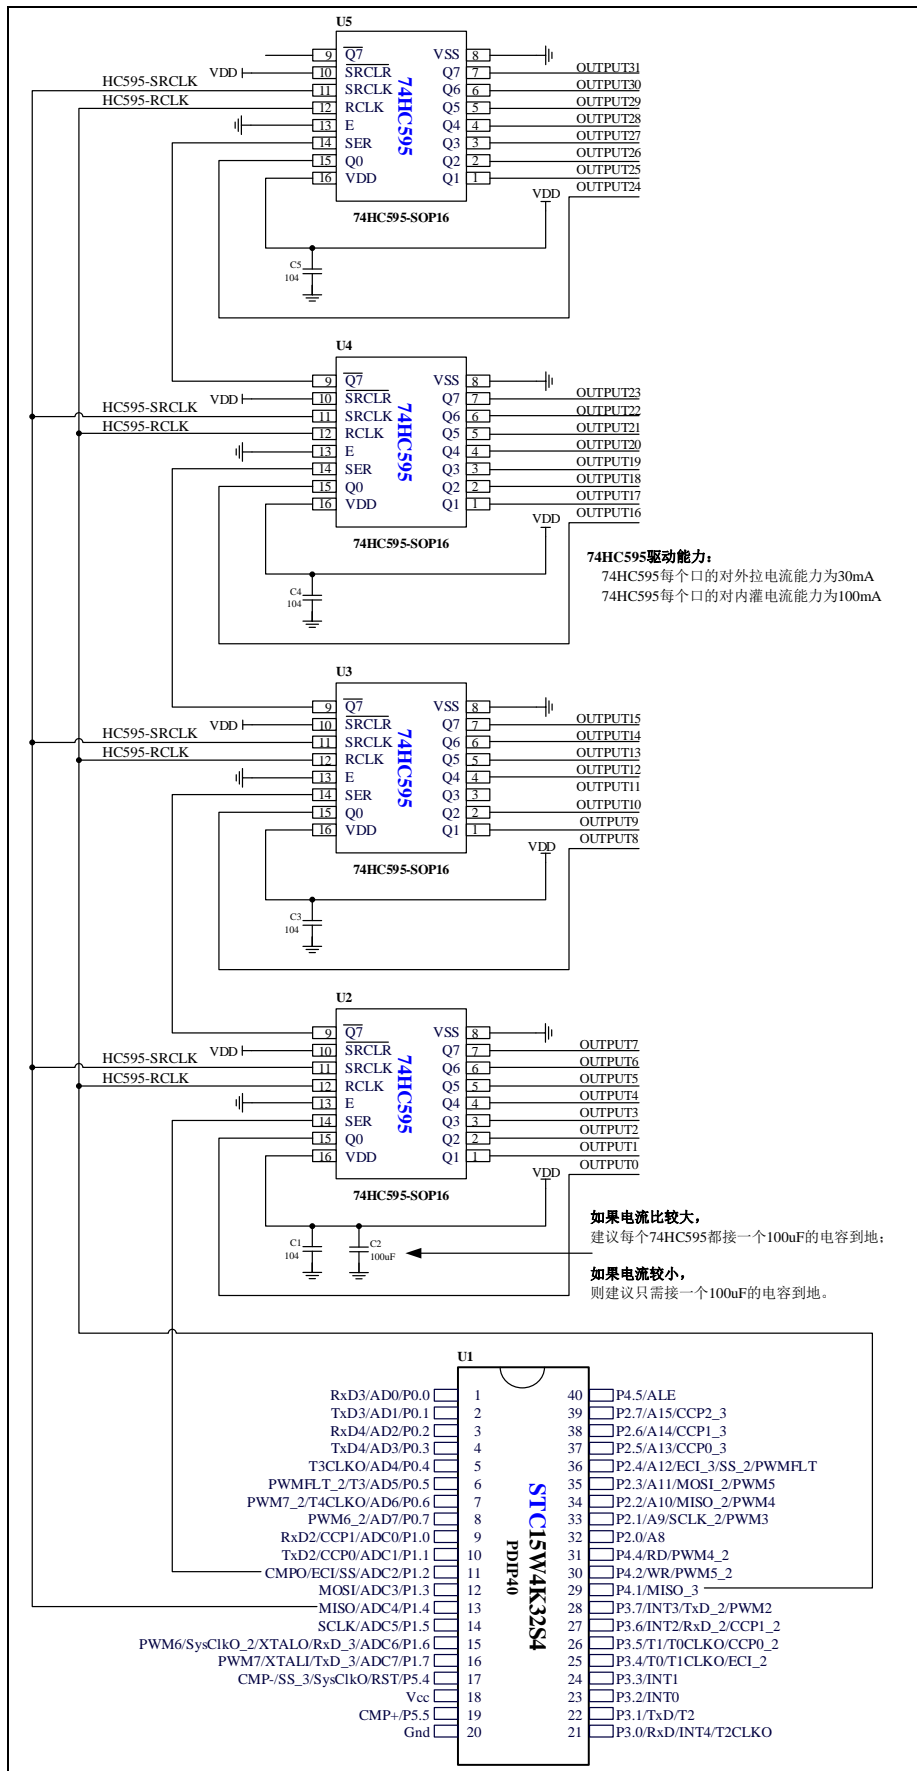 U5
9 Q7
VDD 10 SRCLR
HC595-SRCLK 11 SRCLK
HC595-RCLK 12 RCLK
13 E
14 SER
15 Q0
16 VDD
74HC595
VSS 8
Q7 7 OUTPUT31
Q6 6 OUTPUT30
Q5 5 OUTPUT29
Q4 4 OUTPUT28
Q3 3 OUTPUT27
Q2 2 OUTPUT26
Q1 1 OUTPUT25
OUTPUT24
VDD
74HC595-SOP16
C5
104
U4
9 Q7
VDD 10 SRCLR
HC595-SRCLK 11 SRCLK
HC595-RCLK 12 RCLK
13 E
14 SER
15 Q0
16 VDD
74HC595
VSS 8
Q7 7 OUTPUT23
Q6 6 OUTPUT22
Q5 5 OUTPUT21
Q4 4 OUTPUT20
Q3 3 OUTPUT19
Q2 2 OUTPUT18
Q1 1 OUTPUT17
OUTPUT16
VDD
74HC595-SOP16
C4
104
74HC595驱动能力：
74HC595每个口的对外拉电流能力为30mA
74HC595每个口的对内灌电流能力为100mA
U3
9 Q7
VDD 10 SRCLR
HC595-SRCLK 11 SRCLK
HC595-RCLK 12 RCLK
13 E
14 SER
15 Q0
16 VDD
74HC595
VSS 8
Q7 7 OUTPUT15
Q6 6 OUTPUT14
Q5 5 OUTPUT13
Q4 4 OUTPUT12
Q3 3 OUTPUT11
Q2 2 OUTPUT10
Q1 1 OUTPUT9
OUTPUT8
VDD
74HC595-SOP16
C3
104
U2
9 Q7
VDD 10 SRCLR
HC595-SRCLK 11 SRCLK
HC595-RCLK 12 RCLK
13 E
14 SER
15 Q0
16 VDD
74HC595
VSS 8
Q7 7 OUTPUT7
Q6 6 OUTPUT6
Q5 5 OUTPUT5
Q4 4 OUTPUT4
Q3 3 OUTPUT3
Q2 2 OUTPUT2
Q1 1 OUTPUT1
OUTPUT0
VDD
74HC595-SOP16
C1
104
C2
100uF
如果电流比较大，
建议每个74HC595都接一个100uF的电容到地；
如果电流较小，
则建议只需接一个100uF的电容到地。
U1
RxD3/AD0/P0.0 1
TxD3/AD1/P0.1 2
RxD4/AD2/P0.2 3
TxD4/AD3/P0.3 4
T3CLKO/AD4/P0.4 5
PWMFLT_2/T3/AD5/P0.5 6
PWM7_2/T4CLKO/AD6/P0.6 7
PWM6_2/AD7/P0.7 8
RxD2/CCP1/ADC0/P1.0 9
TxD2/CCP0/ADC1/P1.1 10
CMPO/ECI/SS/ADC2/P1.2 11
MOSI/ADC3/P1.3 12
MISO/ADC4/P1.4 13
SCLK/ADC5/P1.5 14
PWM6/SysClkO_2/XTALO/RxD_3/ADC6/P1.6 15
PWM7/XTALI/TxD_3/ADC7/P1.7 16
CMP-/SS_3/SysClkO/RST/P5.4 17
Vcc 18
CMP+/P5.5 19
Gnd 20
STC15W4K32S4
PDIP40
40 P4.5/ALE
39 P2.7/A15/CCP2_3
38 P2.6/A14/CCP1_3
37 P2.5/A13/CCP0_3
36 P2.4/A12/ECI_3/SS_2/PWMFLT
35 P2.3/A11/MOSI_2/PWM5
34 P2.2/A10/MISO_2/PWM4
33 P2.1/A9/SCLK_2/PWM3
32 P2.0/A8
31 P4.4/RD/PWM4_2
30 P4.2/WR/PWM5_2
29 P4.1/MISO_3
28 P3.7/INT3/TxD_2/PWM2
27 P3.6/INT2/RxD_2/CCP1_2
26 P3.5/T1/T0CLKO/CCP0_2
25 P3.4/T0/T1CLKO/ECI_2
24 P3.3/INT1
23 P3.2/INT0
22 P3.1/TxD/T2
21 P3.0/RxD/INT4/T2CLKO